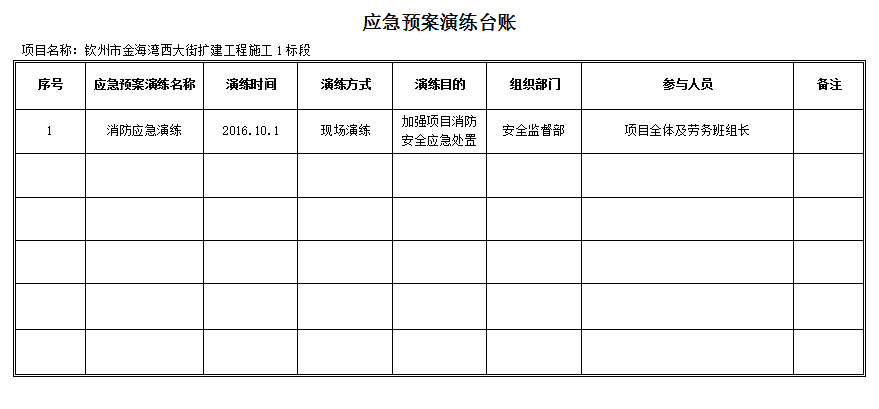 应急预案演练台账
项目名称：钦州市金海湾西大街扩建工程施工1标段
序号 应急预案演练名称 演练时间 演练方式 演练目的 组织部门 参与人员 备注
1 消防应急演练 2016.10.1 现场演练 加强项目消防安全应急处置 安全监督部 项目全体及劳务班组长